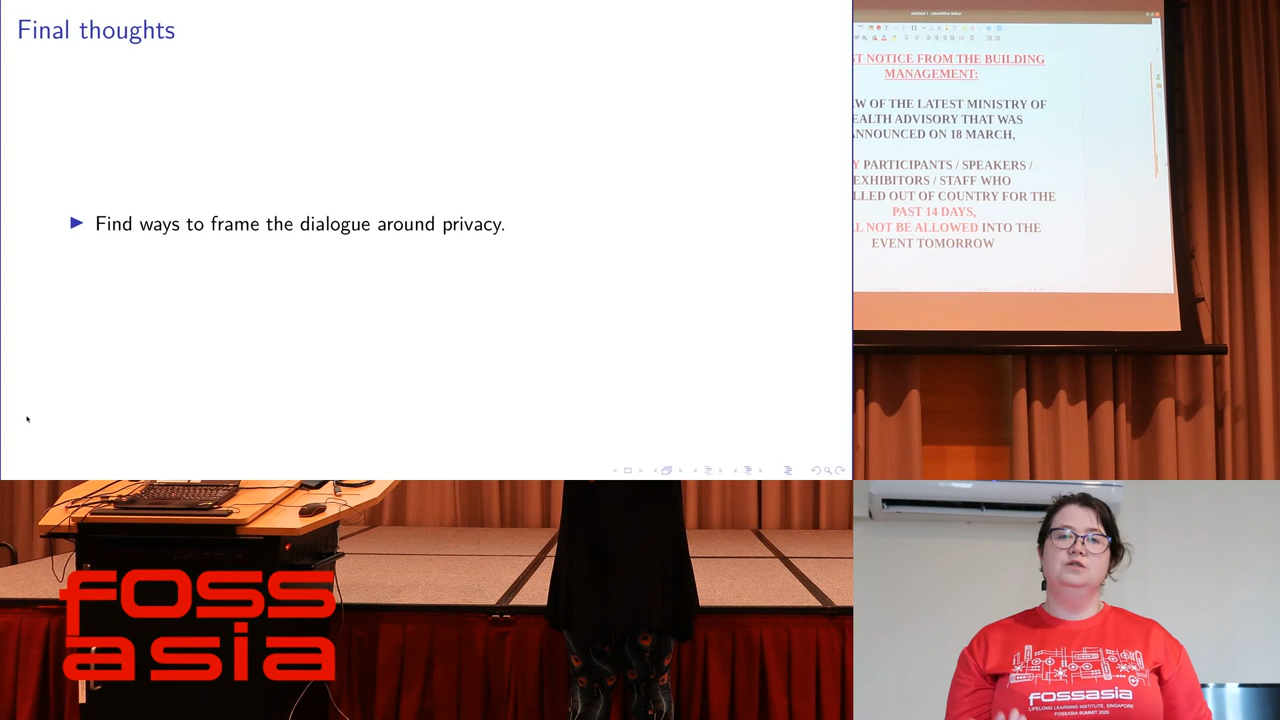 Final thoughts
Find ways to frame the dialogue around privacy.
ST NOTICE FROM THE BUILDING
MANAGEMENT:
W OF THE LATEST MINISTRY OF
EALTH ADVISORY THAT WAS
ANNOUNCED ON 18 MARCH,
Y PARTICIPANTS / SPEAKERS /
EXHIBITORS / STAFF WHO
LLED OUT OF COUNTRY FOR THE
PAST 14 DAYS,
L NOT BE ALLOWED INTO THE
EVENT TOMORROW
foss
asia
fossasia
LIFELONG LEARNING INSTITUTE, SINGAPORE
FOSSASIA SUMMIT 2020